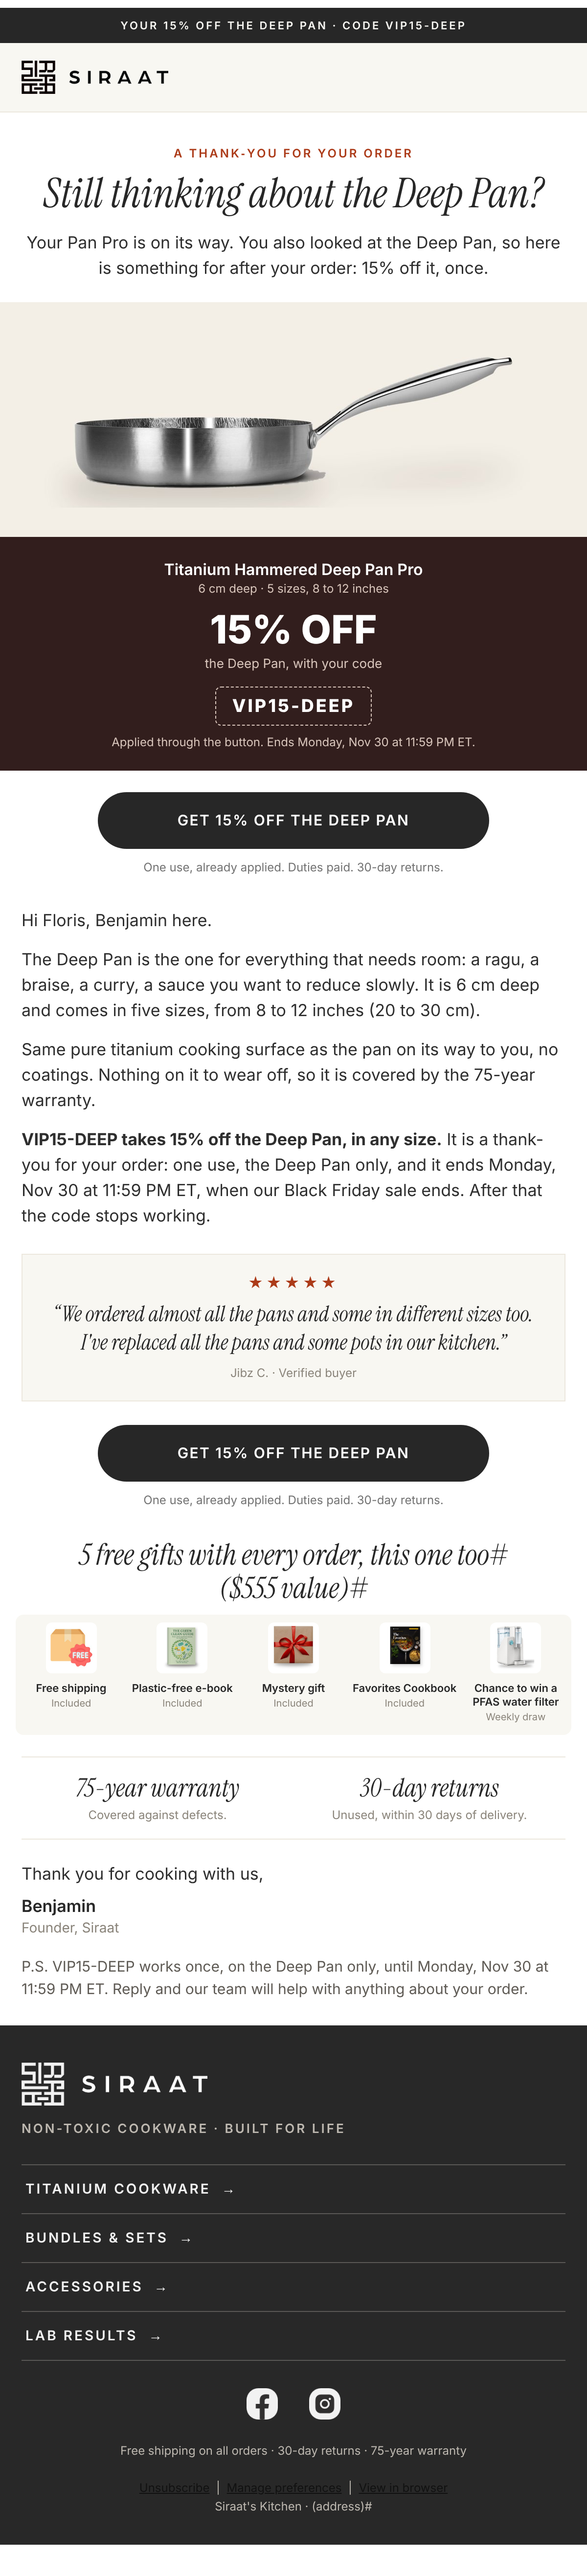 YOUR 15% OFF THE DEEP PAN · CODE VIP15-DEEP
SIRAAT
A THANK-YOU FOR YOUR ORDER
Still thinking about the Deep Pan?
Your Pan Pro is on its way. You also looked at the Deep Pan, so here
is something for after your order: 15% off it, once.
Titanium Hammered Deep Pan Pro
6 cm deep · 5 sizes, 8 to 12 inches
15% OFF
the Deep Pan, with your code
VIP15-DEEP
Applied through the button. Ends Monday, Nov 30 at 11:59 PM ET.
GET 15% OFF THE DEEP PAN
One use, already applied. Duties paid. 30-day returns.
Hi Floris, Benjamin here.
The Deep Pan is the one for everything that needs room: a ragu, a
braise, a curry, a sauce you want to reduce slowly. It is 6 cm deep
and comes in five sizes, from 8 to 12 inches (20 to 30 cm).
Same pure titanium cooking surface as the pan on its way to you, no
coatings. Nothing on it to wear off, so it is covered by the 75-year
warranty.
VIP15-DEEP takes 15% off the Deep Pan, in any size. It is a thank-
you for your order: one use, the Deep Pan only, and it ends Monday,
Nov 30 at 11:59 PM ET, when our Black Friday sale ends. After that
the code stops working.
★★★★★
“We ordered almost all the pans and some in different sizes too.
I've replaced all the pans and some pots in our kitchen.”
Jibz C. · Verified buyer
GET 15% OFF THE DEEP PAN
One use, already applied. Duties paid. 30-day returns.
5 free gifts with every order, this one too#
($555 value)#
FREE
Free shipping
Included
Plastic-free e-book
Included
Mystery gift
Included
Favorites Cookbook
Included
Chance to win a
PFAS water filter
Weekly draw
75-year warranty
Covered against defects.
30-day returns
Unused, within 30 days of delivery.
Thank you for cooking with us,
Benjamin
Founder, Siraat
P.S. VIP15-DEEP works once, on the Deep Pan only, until Monday, Nov 30 at
11:59 PM ET. Reply and our team will help with anything about your order.
SIRAAT
NON-TOXIC COOKWARE · BUILT FOR LIFE
TITANIUM COOKWARE →
BUNDLES & SETS →
ACCESSORIES →
LAB RESULTS →
Free shipping on all orders · 30-day returns · 75-year warranty
Unsubscribe | Manage preferences | View in browser
Siraat's Kitchen · (address)#